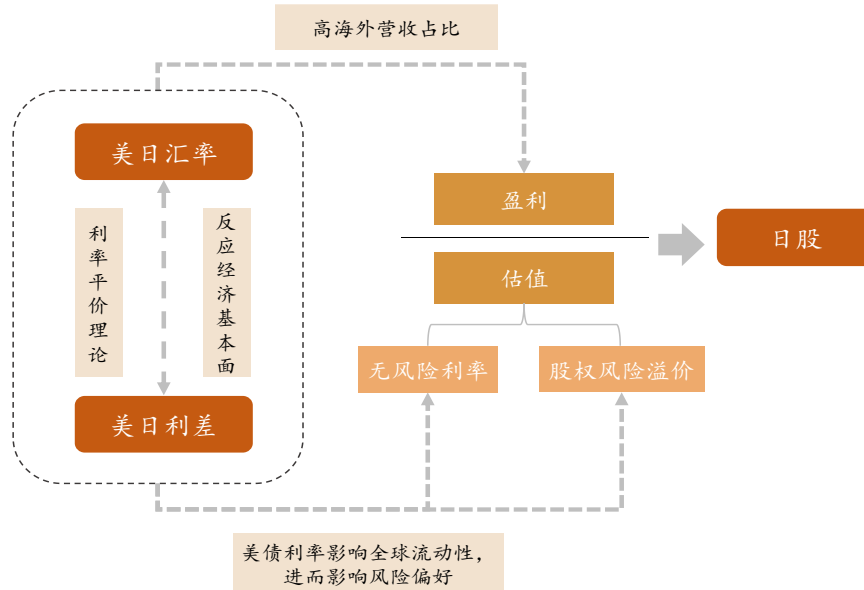 高海外营收占比
美日汇率
利率平价理论
反应经济基本面
美日利差
盈利
估值
日股
无风险利率
股权风险溢价
美债利率影响全球流动性，
进而影响风险偏好